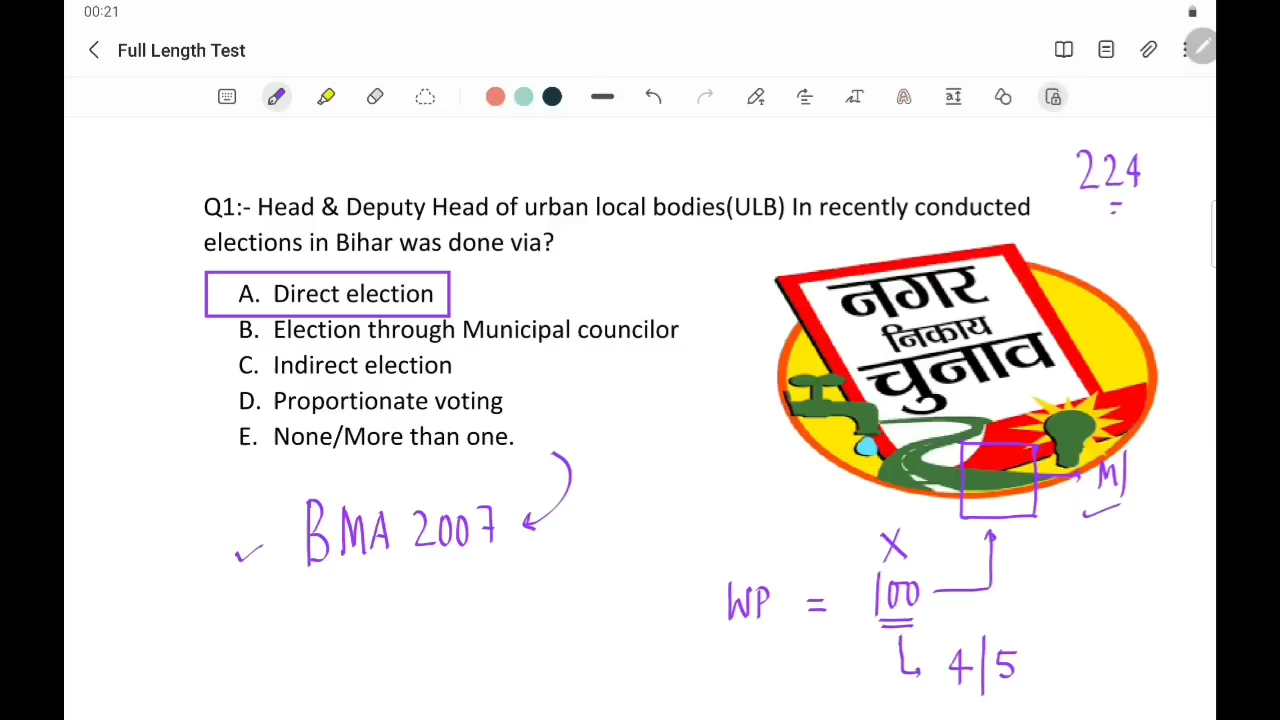 00:21
Full Length Test
224
Q1:- Head & Deputy Head of urban local bodies(ULB) In recently conducted
elections in Bihar was done via?
A. Direct election
B. Election through Municipal councilor
C. Indirect election
D. Proportionate voting
E. None/More than one.
नगर
निकाय
चुनाव
M
BMA 2007
X
WP = 100
4/5